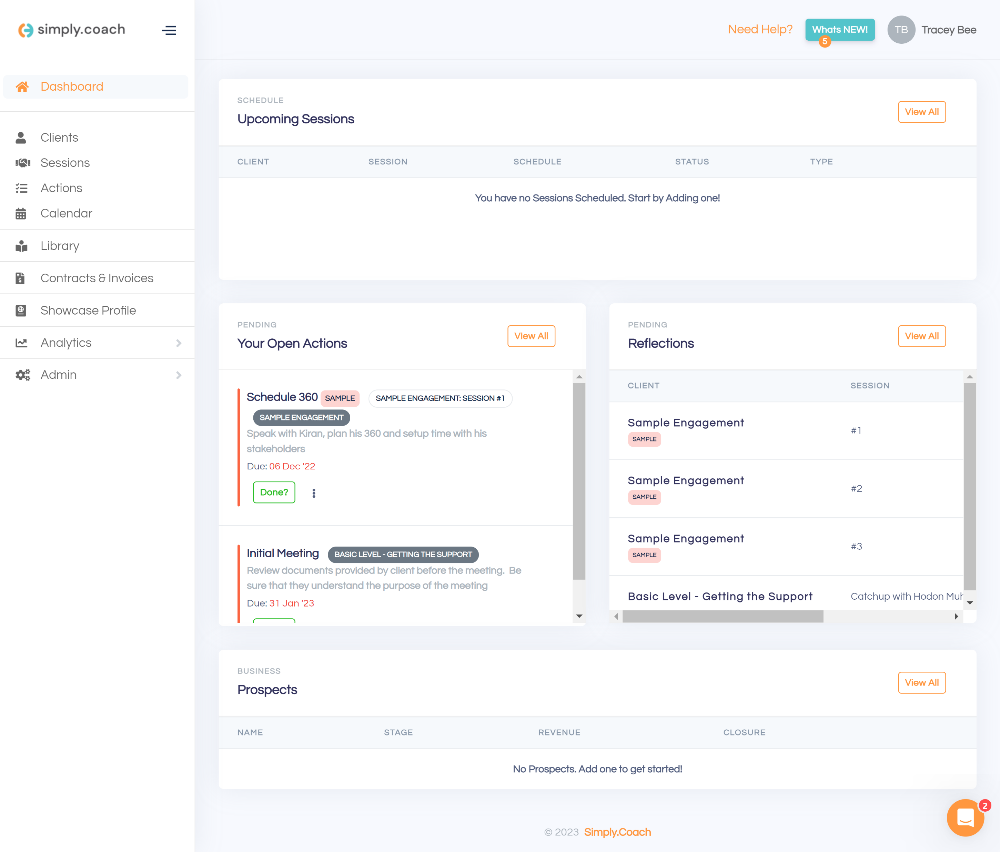 simply.coach
Need Help?
Whats NEW!
5
TB
Tracey Bee
Dashboard
Clients
Sessions
Actions
Calendar
Library
Contracts & Invoices
Showcase Profile
Analytics
Admin
SCHEDULE
Upcoming Sessions
View All
CLIENT SESSION SCHEDULE STATUS TYPE
You have no Sessions Scheduled. Start by Adding one!
PENDING
Your Open Actions
View All
Schedule 360 SAMPLE SAMPLE ENGAGEMENT: SESSION #1
SAMPLE ENGAGEMENT
Speak with Kiran, plan his 360 and setup time with his
stakeholders
Due: 06 Dec '22
Done?
Initial Meeting BASIC LEVEL - GETTING THE SUPPORT
Review documents provided by client before the meeting. Be
sure that they understand the purpose of the meeting
Due: 31 Jan '23
PENDING
Reflections
View All
CLIENT SESSION
Sample Engagement
SAMPLE
#1
Sample Engagement
SAMPLE
#2
Sample Engagement
SAMPLE
#3
Basic Level - Getting the Support Catchup with Hodon
BUSINESS
Prospects
View All
NAME STAGE REVENUE CLOSURE
No Prospects. Add one to get started!
2
© 2023 Simply.Coach